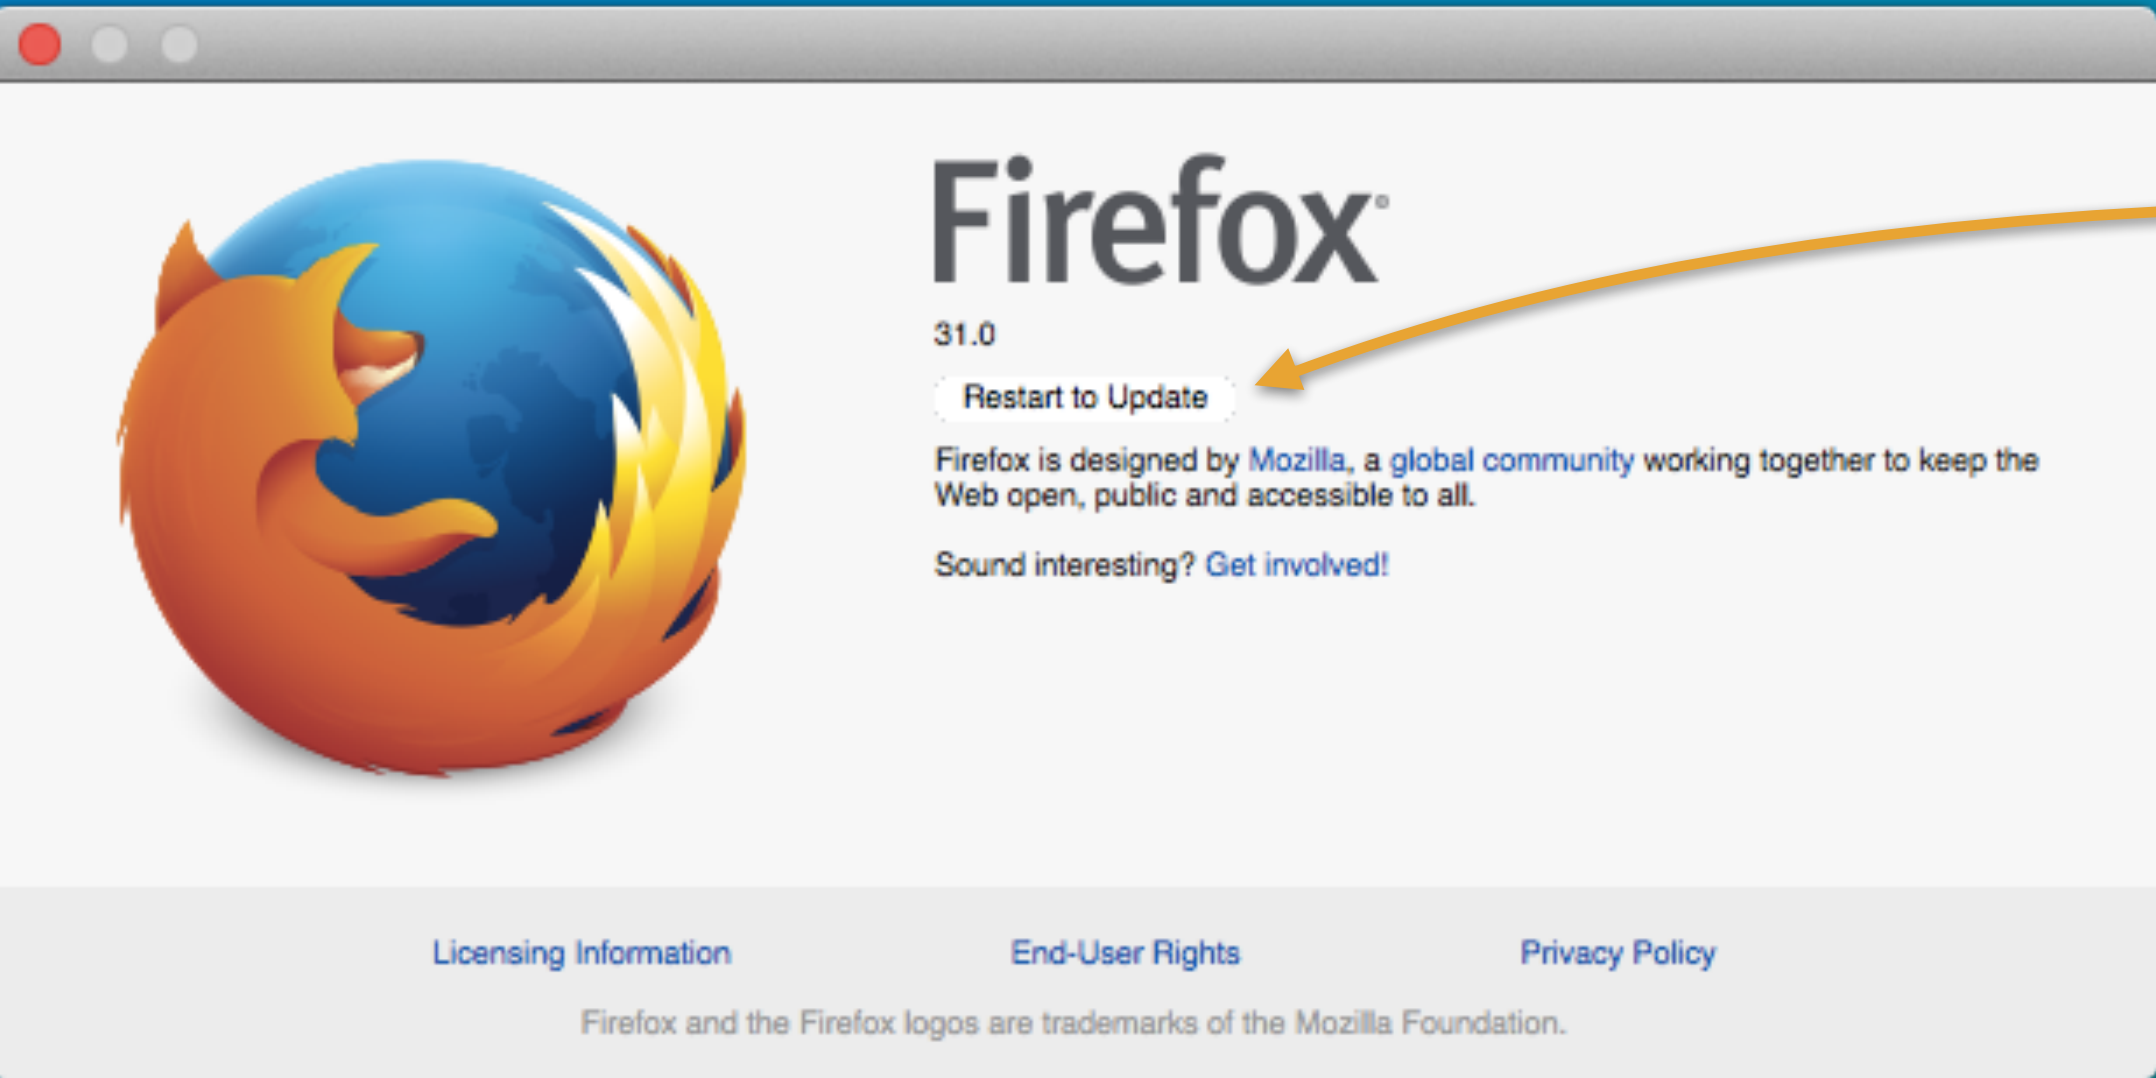 Firefox
31.0
Restart to Update
Firefox is designed by Mozilla, a global community working together to keep the
Web open, public and accessible to all.
Sound interesting? Get involved!
Licensing Information End-User Rights Privacy Policy
Firefox and the Firefox logos are trademarks of the Mozilla Foundation.